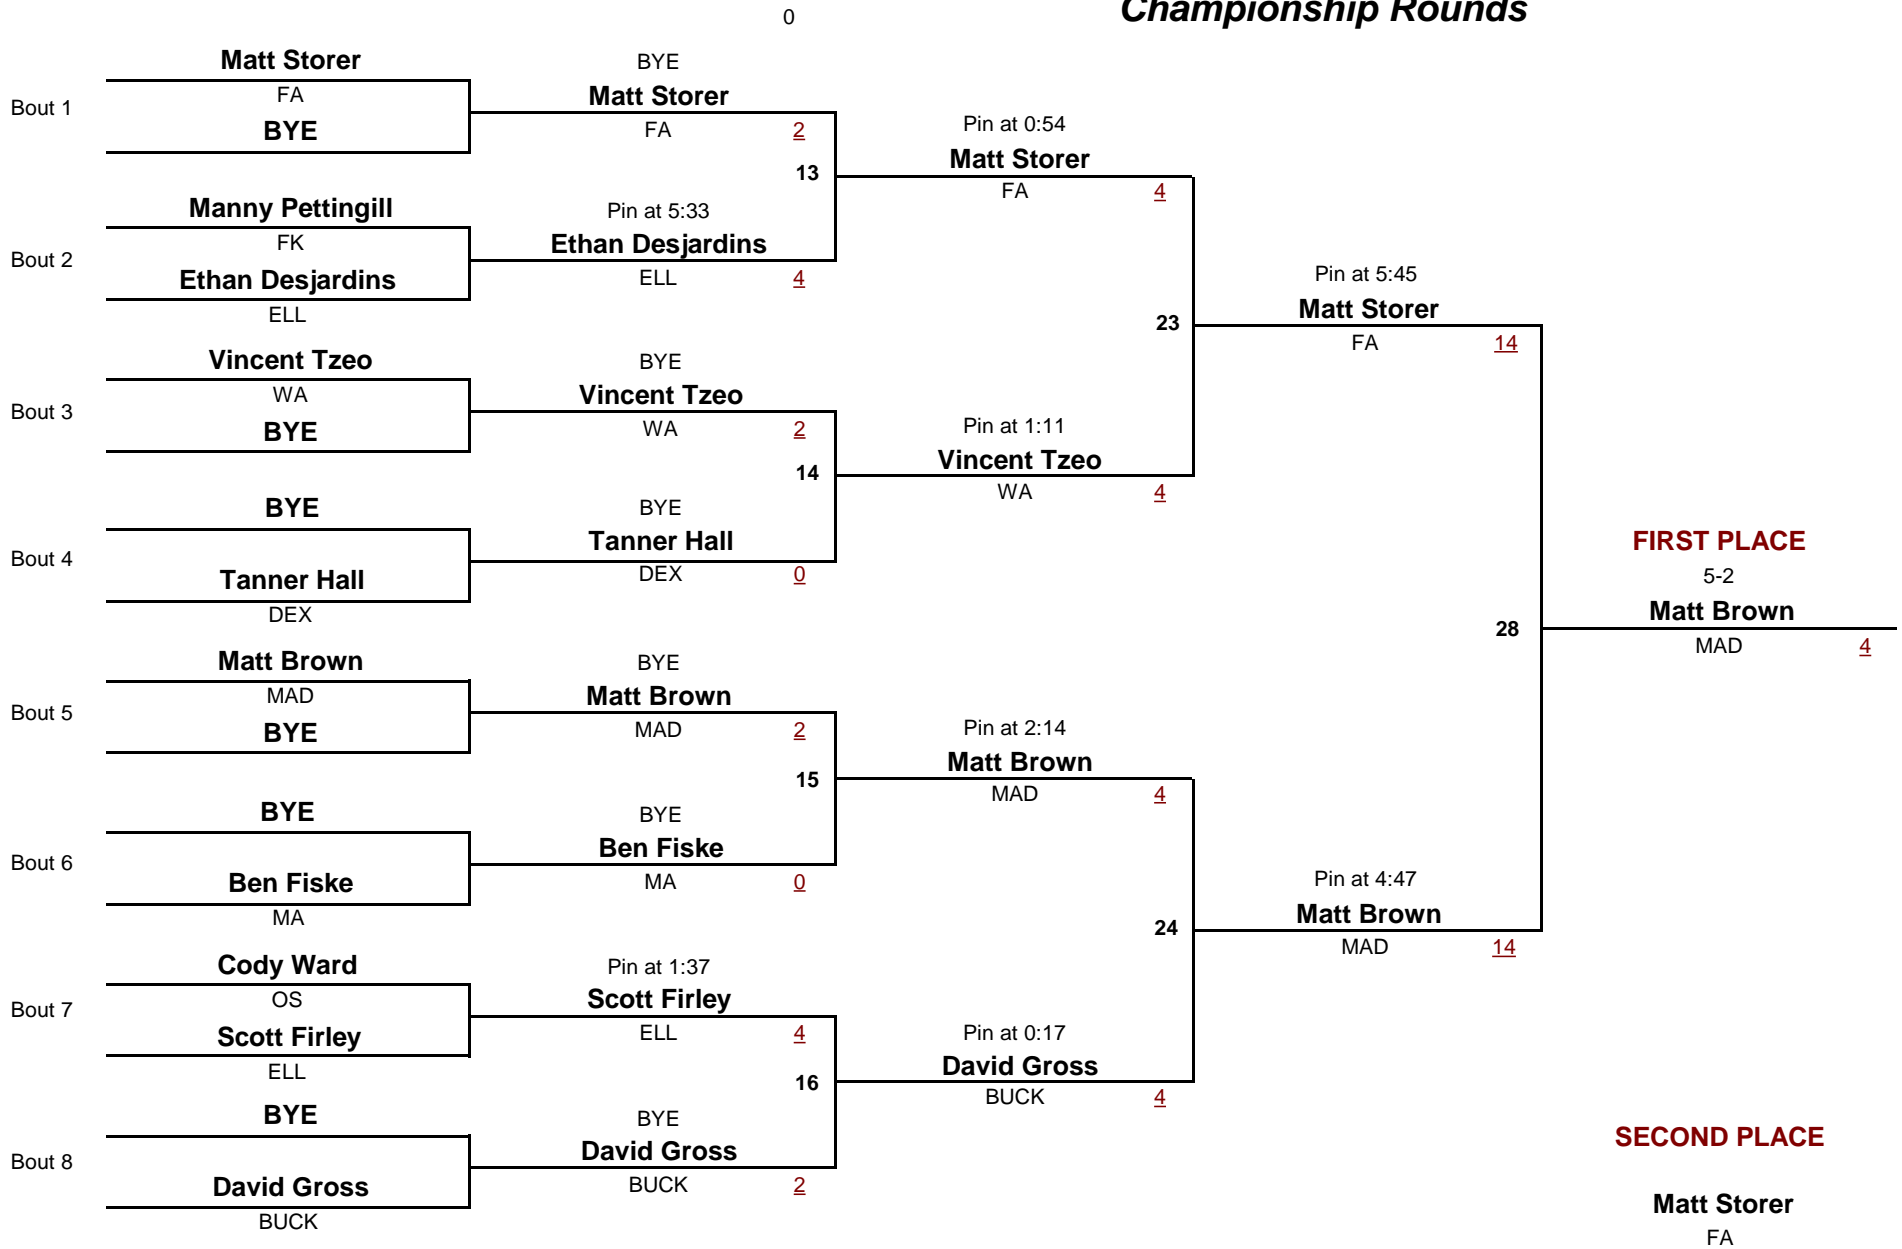 0
Championship Rounds
Bout 1
Matt Storer
FA
BYE
Bout 2
Manny Pettingill
FK
Ethan Desjardins
ELL
Bout 3
Vincent Tzeo
WA
BYE
Bout 4
BYE
Tanner Hall
DEX
Bout 5
Matt Brown
MAD
BYE
Bout 6
BYE
Ben Fiske
MA
Bout 7
Cody Ward
OS
Scott Firley
ELL
Bout 8
BYE
David Gross
BUCK
BYE
Matt Storer
FA 2
13
Pin at 5:33
Ethan Desjardins
ELL 4
BYE
Vincent Tzeo
WA 2
14
BYE
Tanner Hall
DEX 0
BYE
Matt Brown
MAD 2
15
BYE
Ben Fiske
MA 0
Pin at 1:37
Scott Firley
ELL 4
16
BYE
David Gross
BUCK 2
Pin at 0:54
Matt Storer
FA 4
23
Pin at 1:11
Vincent Tzeo
WA 4
Pin at 2:14
Matt Brown
MAD 4
24
Pin at 0:17
David Gross
BUCK 4
Pin at 5:45
Matt Storer
FA 14
28
Pin at 4:47
Matt Brown
MAD 14
FIRST PLACE
5-2
Matt Brown
MAD 4
SECOND PLACE
Matt Storer
FA